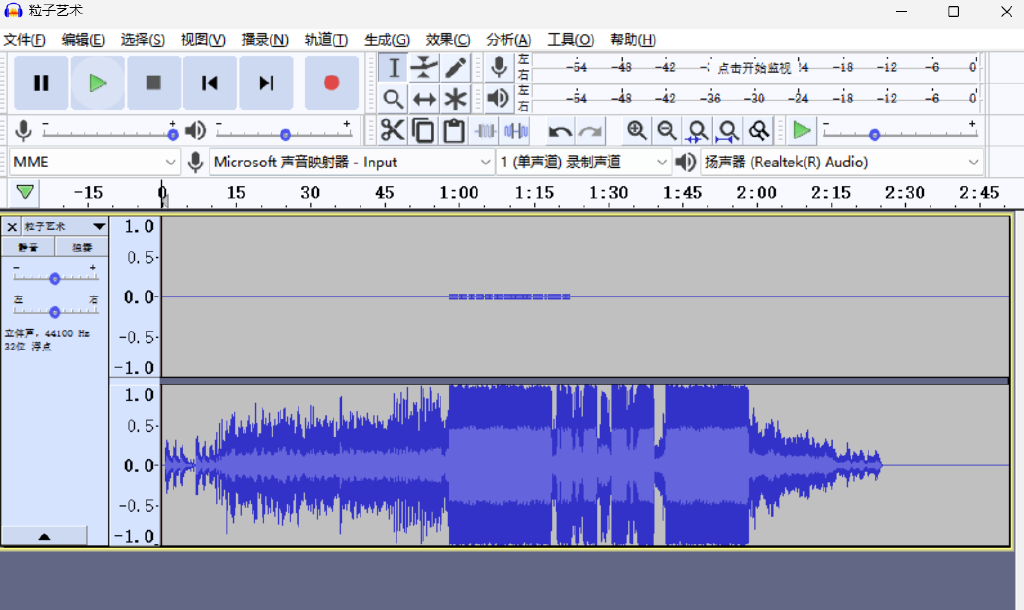 粒子艺术
文件(F) 编辑(E) 选择(S) 视图(V) 播录(N) 轨道(T) 生成(G) 效果(C) 分析(A) 工具(O) 帮助(H)
左 右 -54 -48 -42 - 点击开始监视 4 -18 -12 -6 0
左 右 -54 -48 -42 -36 -30 -24 -18 -12 -6 0
- + - + - +
MME Microsoft 声音映射器 - Input 1 (单声道) 录制声道 扬声器 (Realtek(R) Audio)
-15 0 15 30 45 1:00 1:15 1:30 1:45 2:00 2:15 2:30 2:45
粒子艺术 1.0
静音 独奏
0.5-
- +
左 右 0.0-
立体声, 44100 Hz
-0.5-
32位 浮点
-1.0
1.0
0.5-
0.0-
-0.5-
-1.0